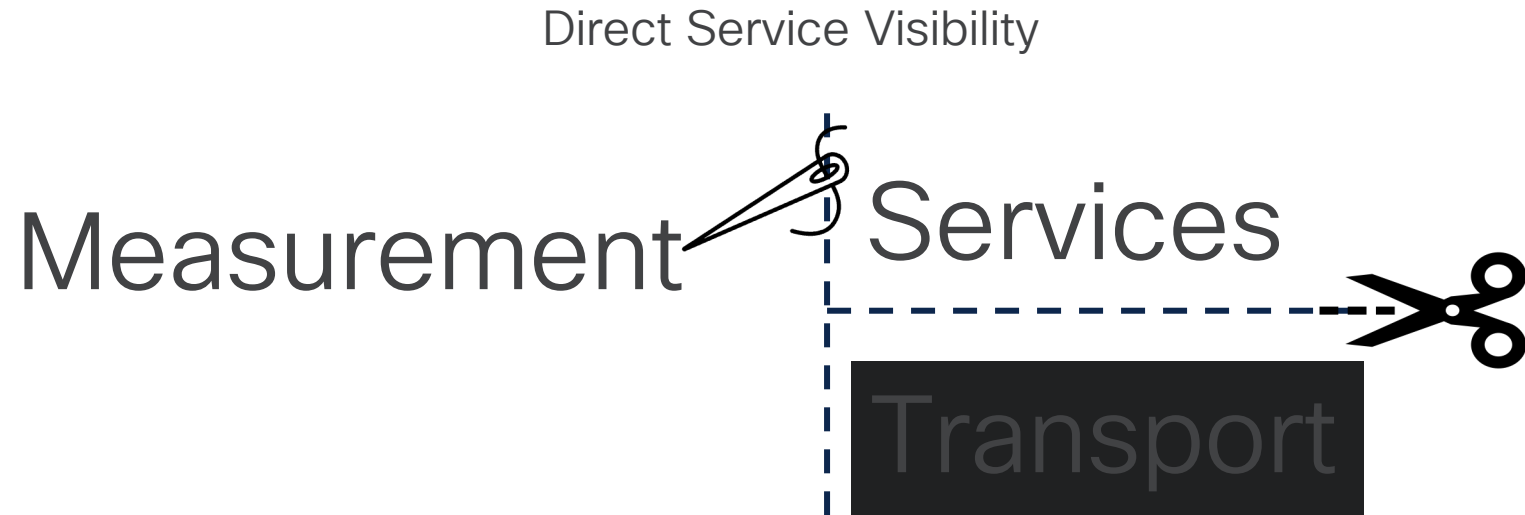 Direct Service Visibility
Measurement
Services
Transport